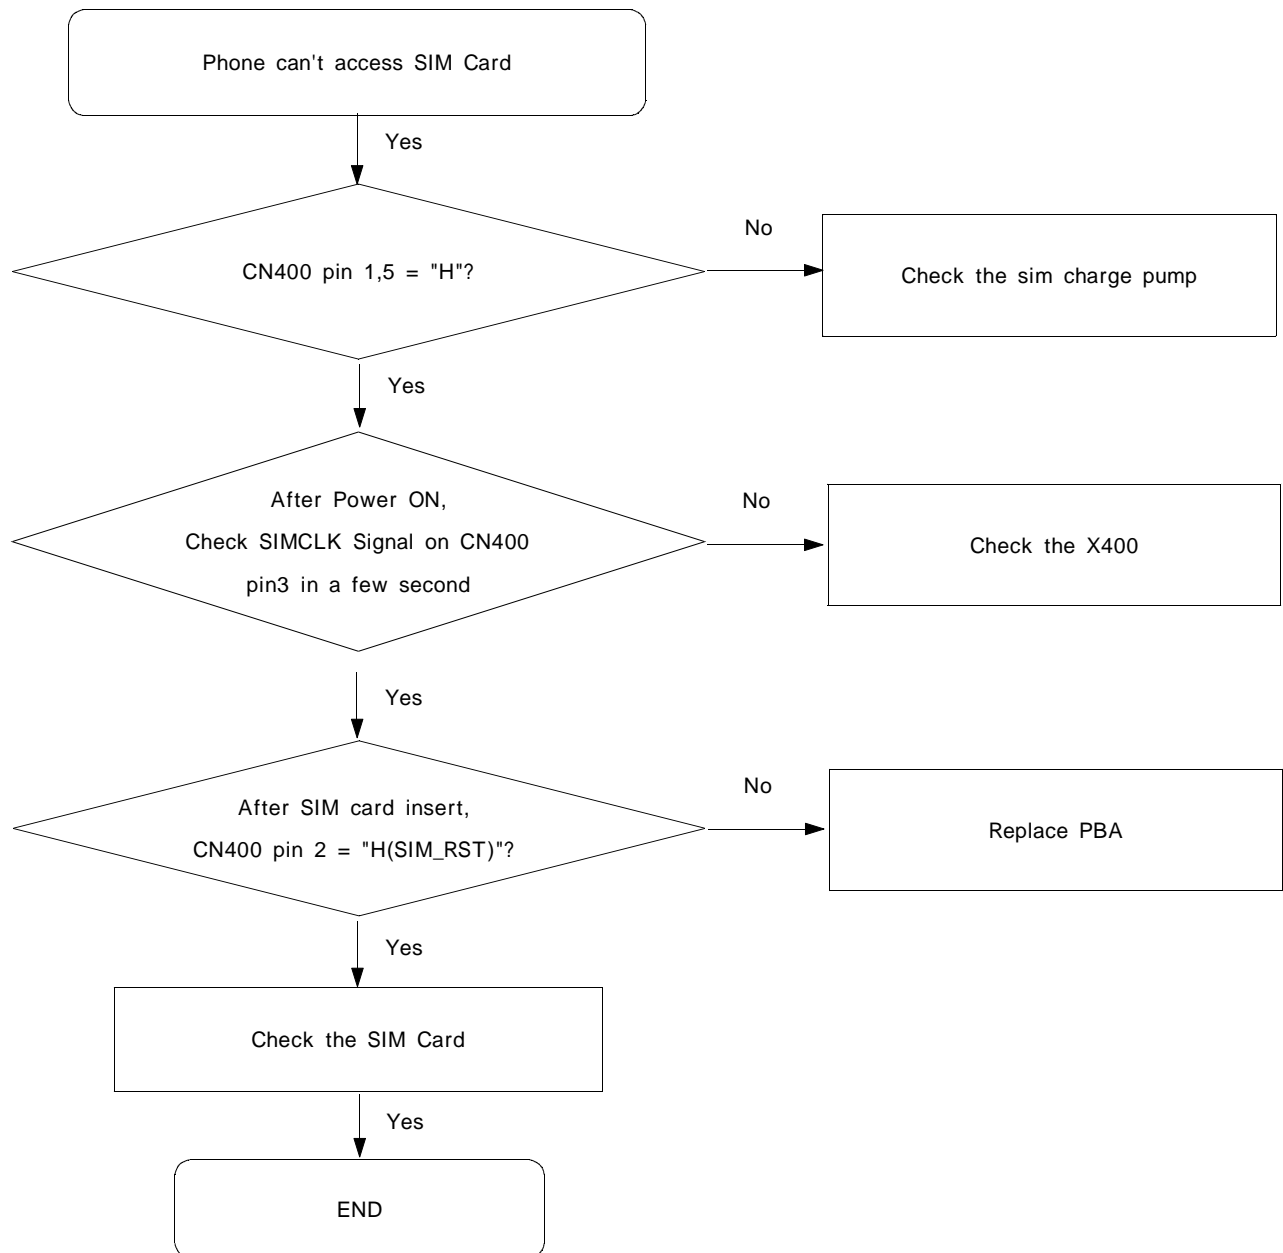 Phone can't access SIM Card
Yes
CN400 pin 1,5 = "H"?
No
Check the sim charge pump
Yes
After Power ON,
Check SIMCLK Signal on CN400
pin3 in a few second
No
Check the X400
Yes
After SIM card insert,
CN400 pin 2 = "H(SIM_RST)"?
No
Replace PBA
Yes
Check the SIM Card
Yes
END